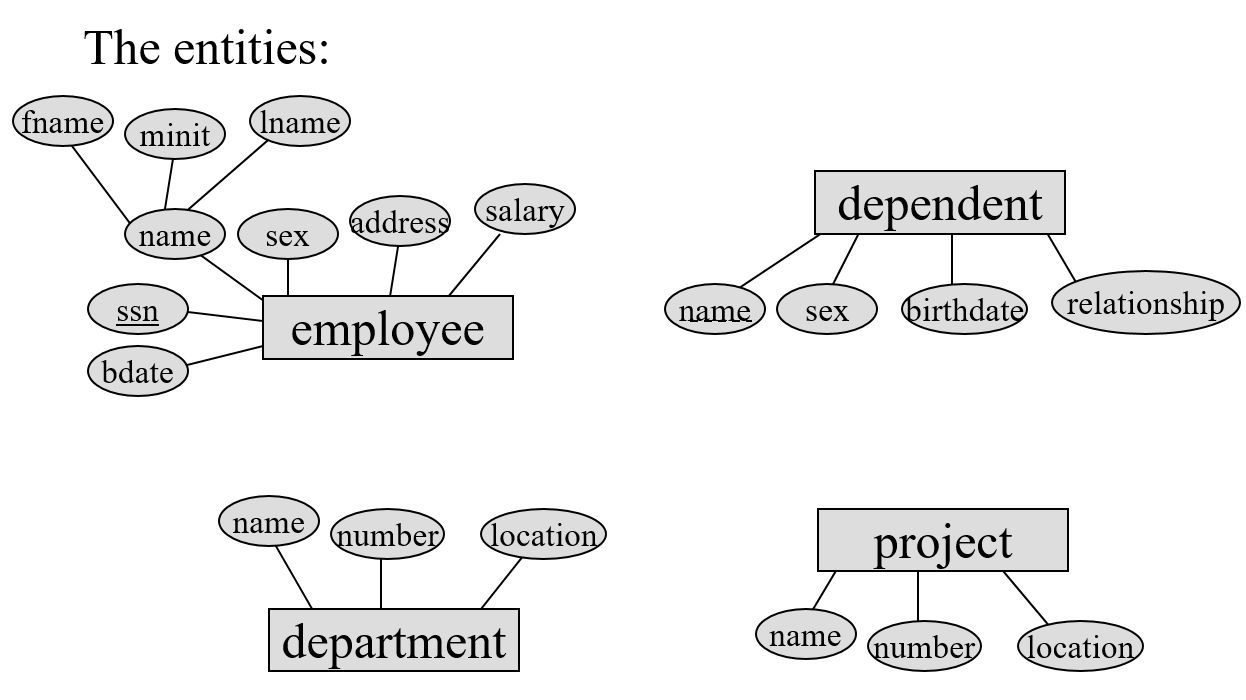 The entities:
fname
minit
lname
name
sex
address
salary
ssn
bdate
employee
dependent
name
sex
birthdate
relationship
name
number
location
department
project
name
number
location